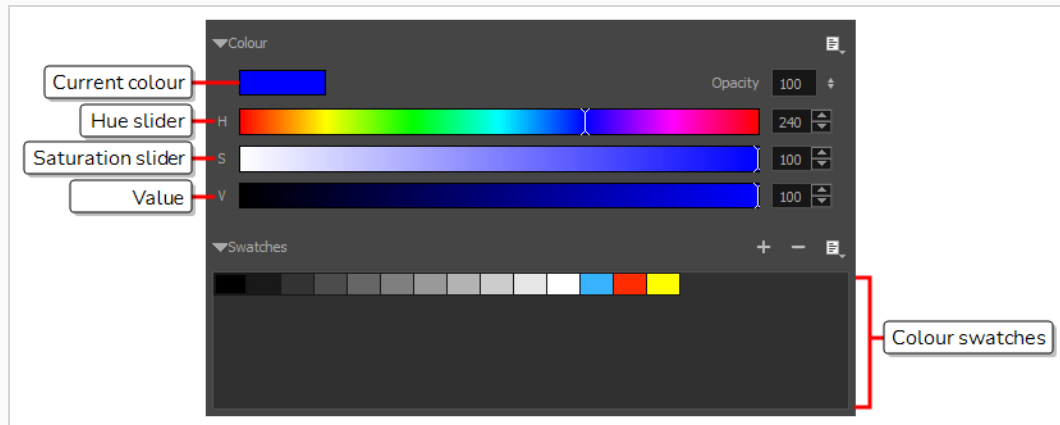 Colour
Current colour
Opacity 100
Hue slider
H 240
Saturation slider
S 100
Value
V 100
Swatches
Colour swatches